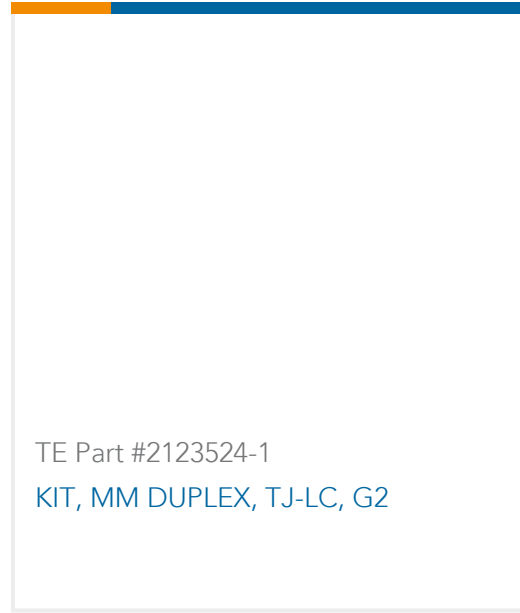 TE Part #2123524-1
KIT, MM DUPLEX, TJ-LC, G2